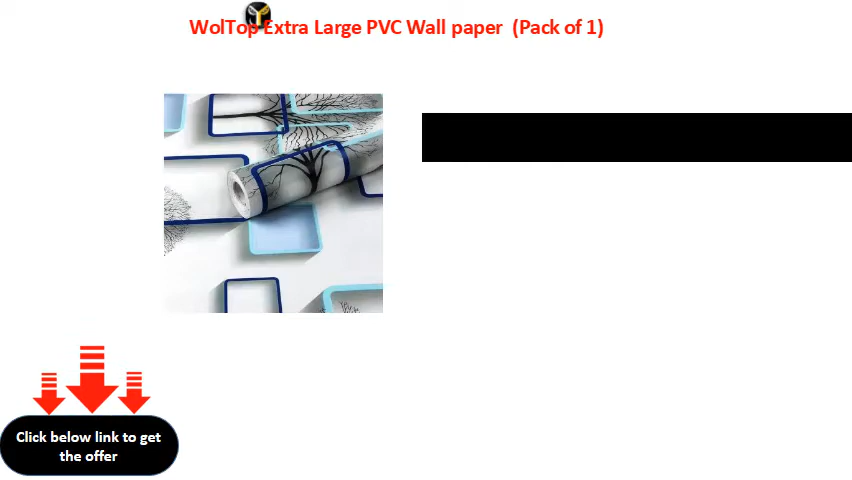 WolTop Extra Large PVC Wall paper  (Pack of 1)
Click below link to get
the offer